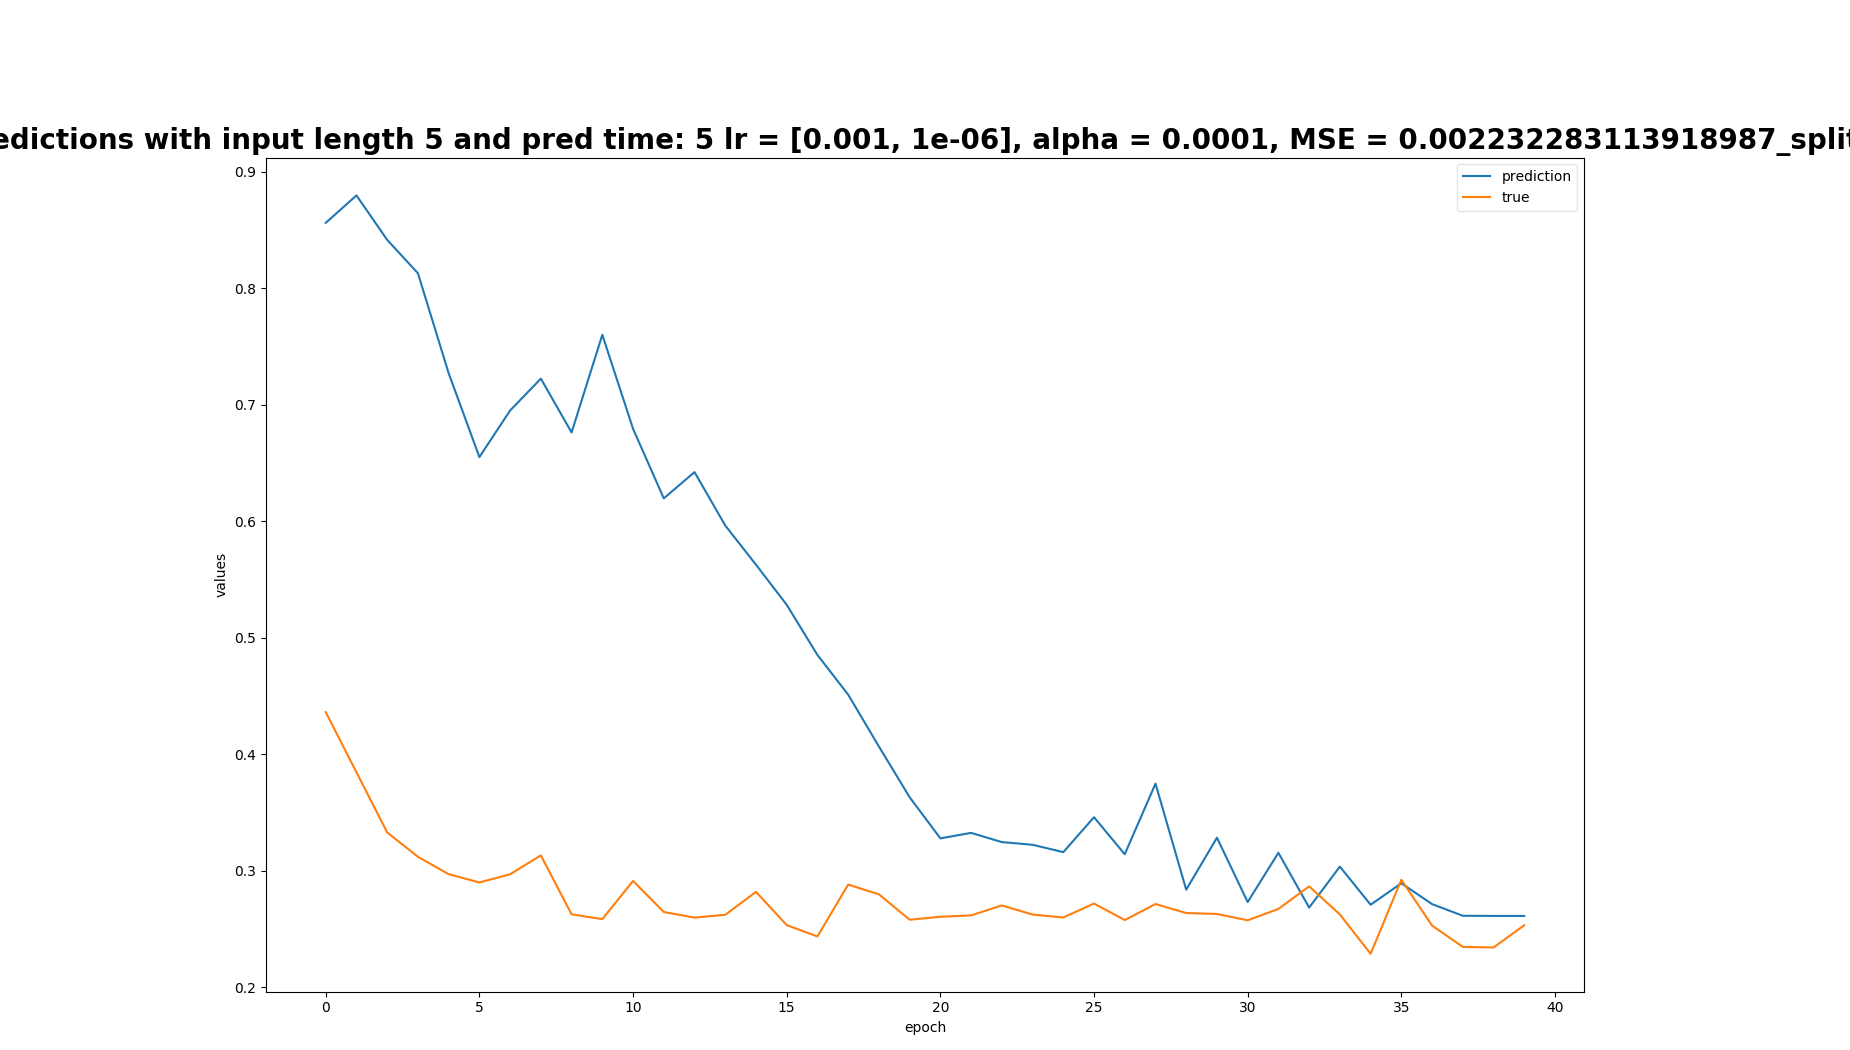 edictions with input length 5 and pred time: 5 lr = [0.001, 1e-06], alpha = 0.0001, MSE = 0.002232283113918987_split
prediction
true
0.9
0.8
0.7
0.6
0.5
0.4
0.3
0.2
values
0 5 10 15 20 25 30 35 40
epoch